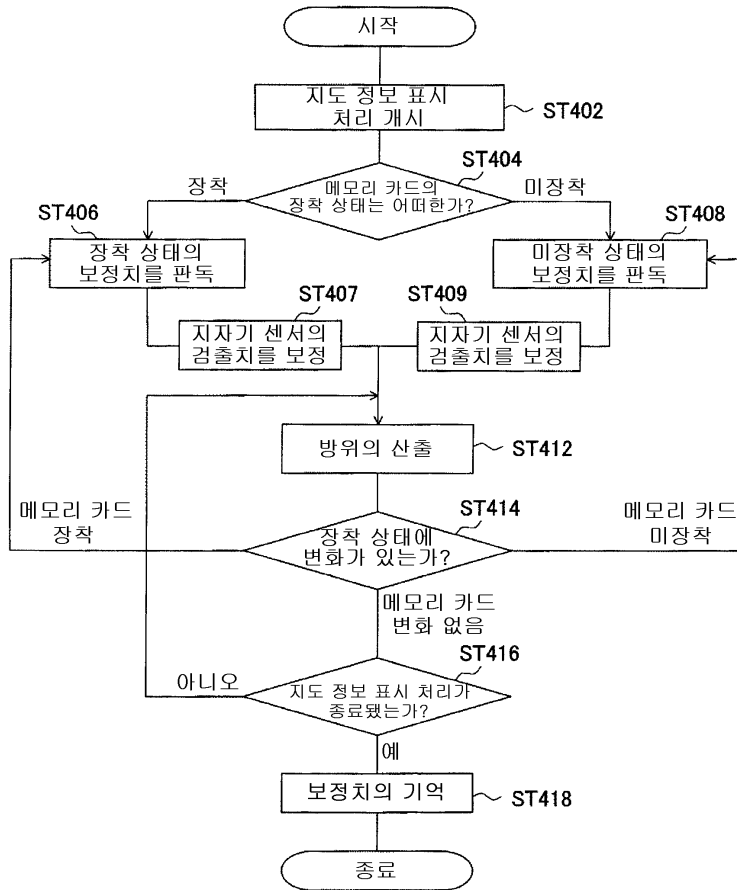 시작
지도 정보 표시
처리 개시
ST402
ST404
메모리 카드의
장착 상태는 어떠한가?
장착
미장착
ST406
장착 상태의
보정치를 판독
ST408
미장착 상태의
보정치를 판독
ST407
지자기 센서의
검출치를 보정
ST409
지자기 센서의
검출치를 보정
방위의 산출
ST412
ST414
장착 상태에
변화가 있는가?
메모리 카드
장착
메모리 카드
미장착
메모리 카드
변화 없음
ST416
지도 정보 표시 처리가
종료됐는가?
아니오
예
보정치의 기억
ST418
종료